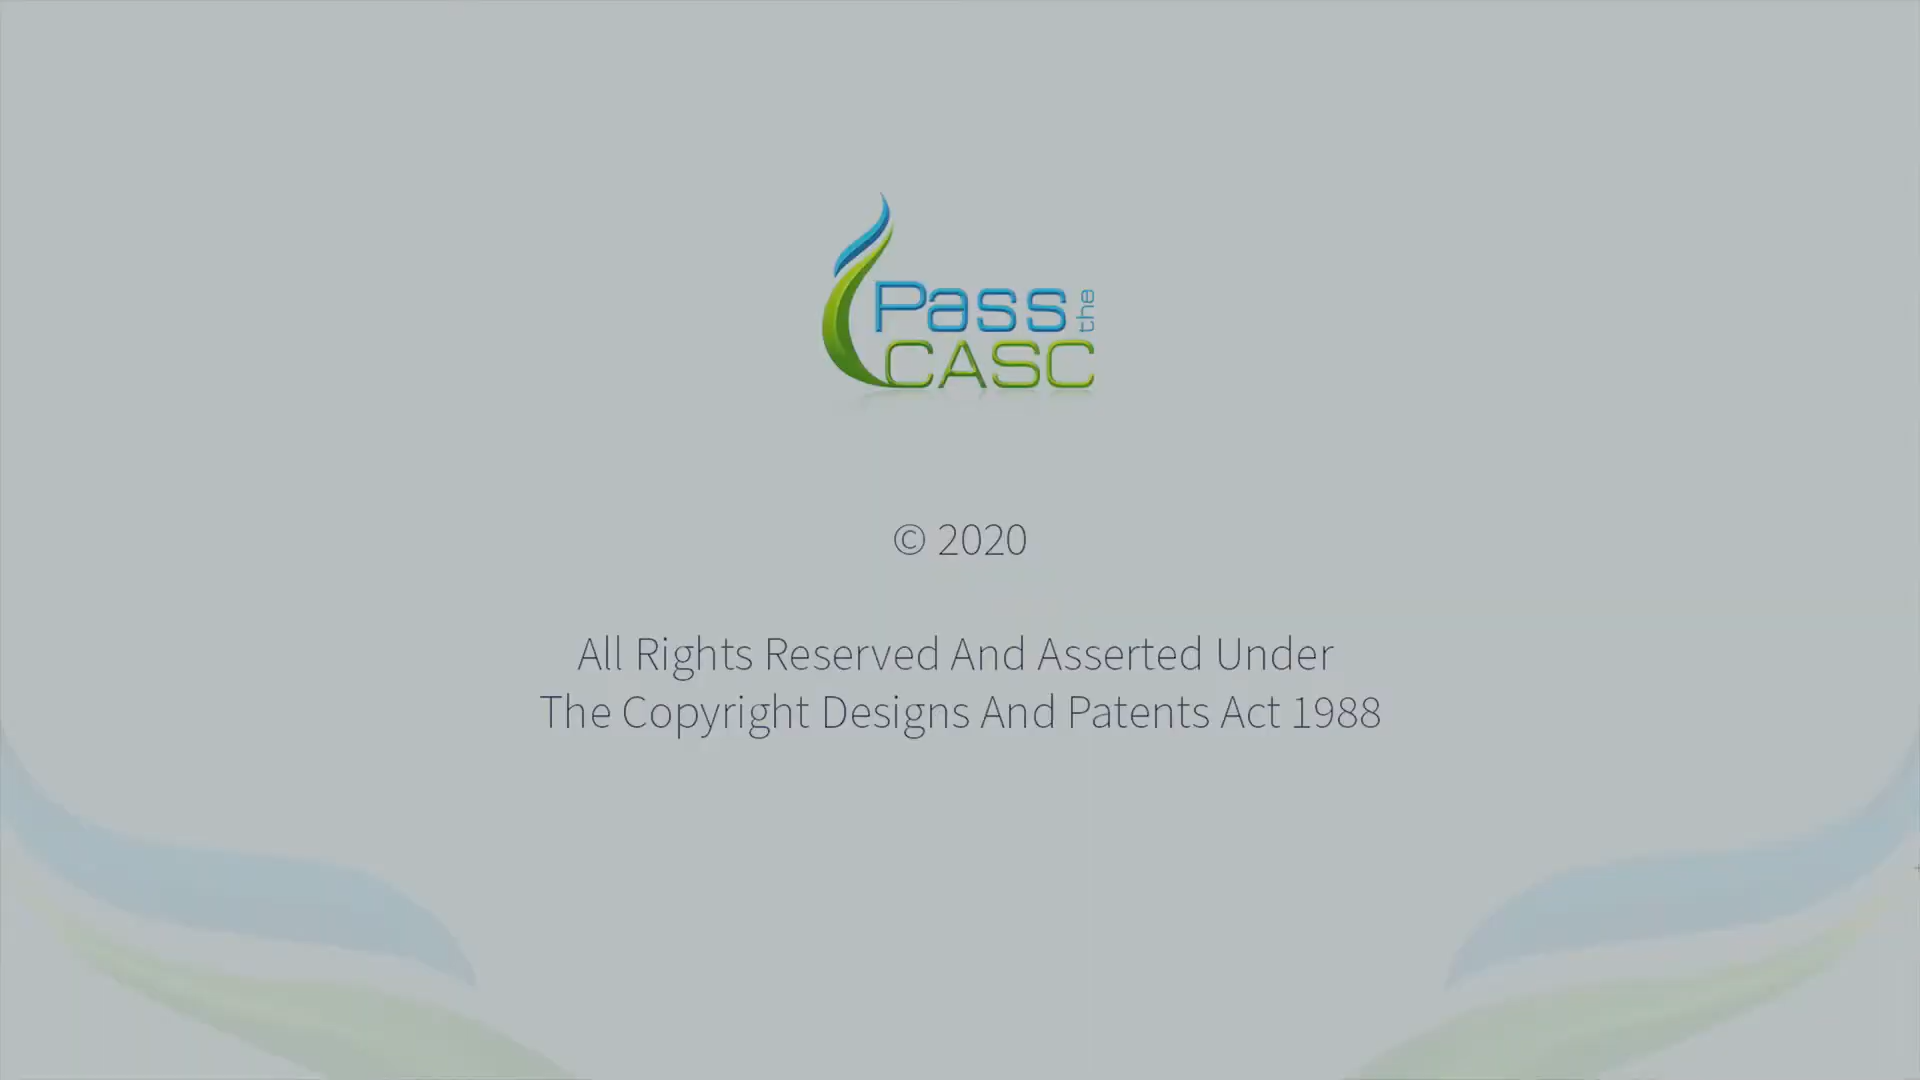 Pass the
CASC
© 2020
All Rights Reserved And Asserted Under
The Copyright Designs And Patents Act 1988